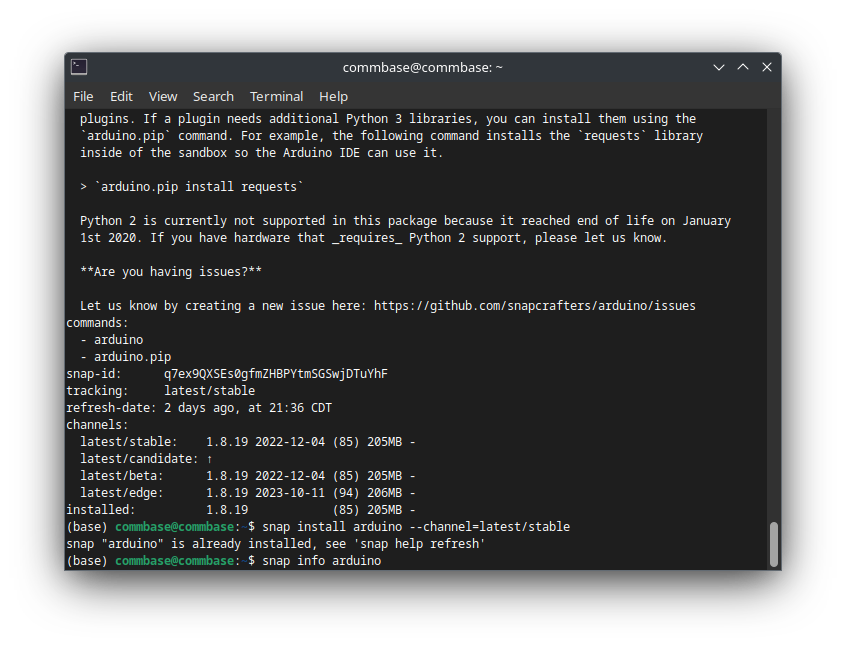 commbase@commbase: ~
File Edit View Search Terminal Help
plugins. If a plugin needs additional Python 3 libraries, you can install them using the
`arduino.pip` command. For example, the following command installs the `requests` library
inside of the sandbox so the Arduino IDE can use it.
> `arduino.pip install requests`
Python 2 is currently not supported in this package because it reached end of life on January
1st 2020. If you have hardware that _requires_ Python 2 support, please let us know.
**Are you having issues?**
Let us know by creating a new issue here: https://github.com/snapcrafters/arduino/issues
commands:
- arduino
- arduino.pip
snap-id: q7ex9QXSEs0gfmZHBPYtmSGSwjDTuYhF
tracking: latest/stable
refresh-date: 2 days ago, at 21:36 CDT
channels:
latest/stable: 1.8.19 2022-12-04 (85) 205MB -
latest/candidate: ↑
latest/beta: 1.8.19 2022-12-04 (85) 205MB -
latest/edge: 1.8.19 2023-10-11 (94) 206MB -
installed: 1.8.19 (85) 205MB -
(base) commbase@commbase:~$ snap install arduino --channel=latest/stable
snap "arduino" is already installed, see 'snap help refresh'
(base) commbase@commbase:~$ snap info arduino